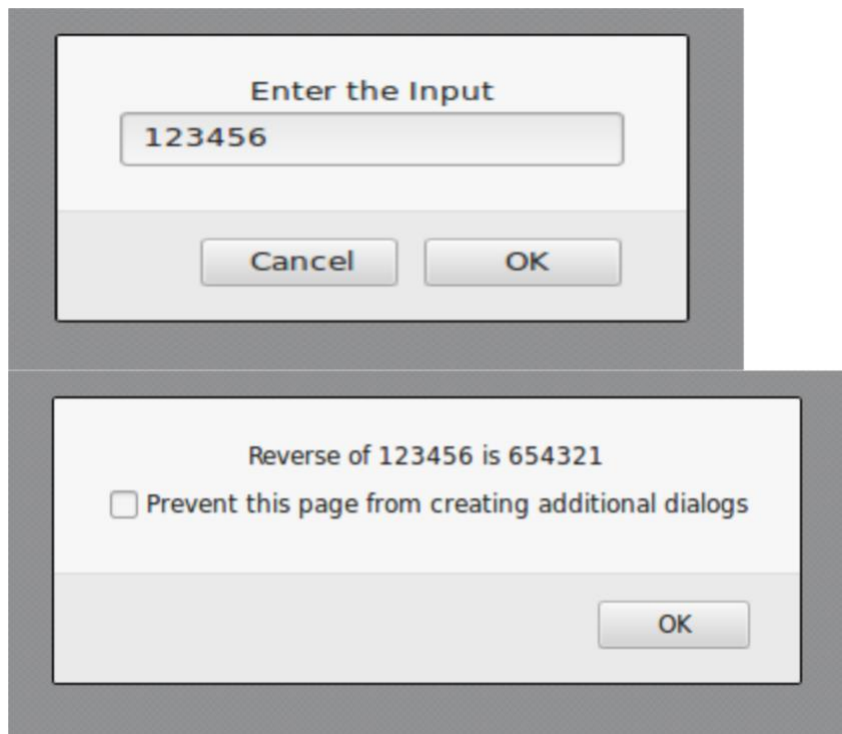 Enter the Input
123456
Cancel OK
Reverse of 123456 is 654321
Prevent this page from creating additional dialogs
OK